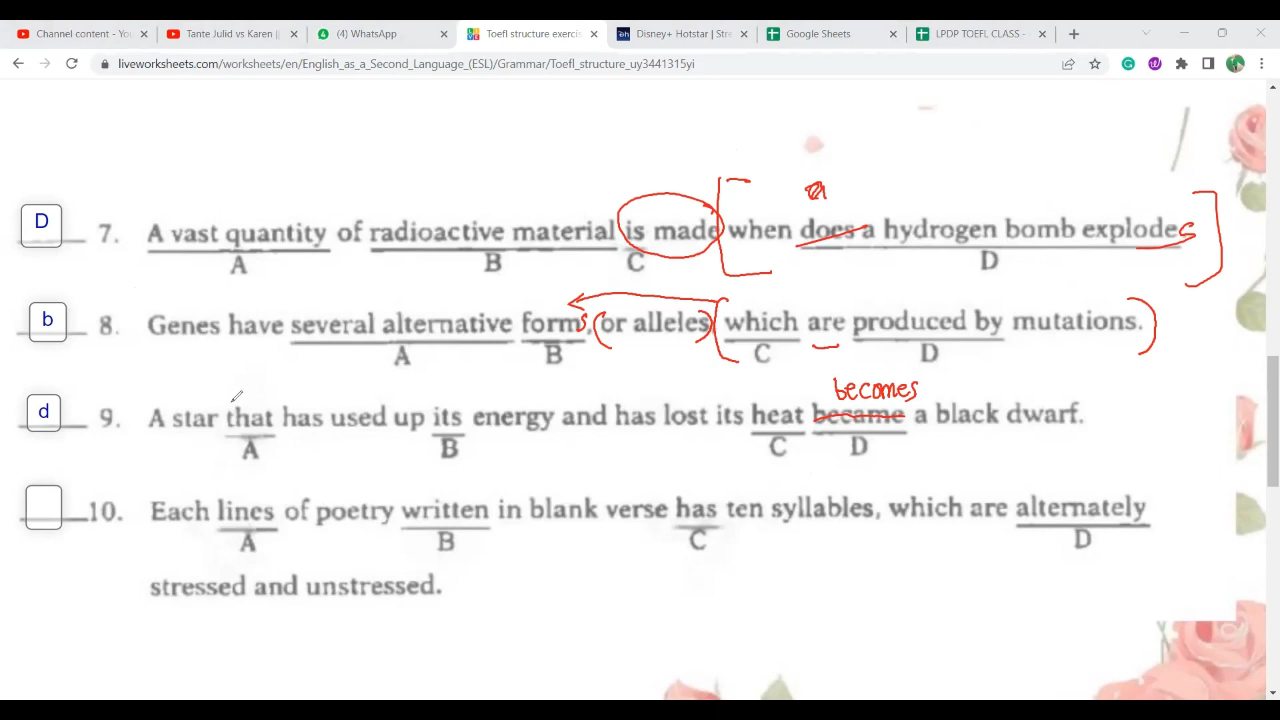 Channel content - You
Tante Julid vs Karen ||
(4) WhatsApp
Toefl structure exercis
Disney+ Hotstar | Stre
Google Sheets
LPDP TOEFL CLASS -
liveworksheets.com/worksheets/en/English_as_a_Second_Language_(ESL)/Grammar/Toefl_structure_uy3441315yi
a
D 7. A vast quantity of radioactive material is made when does a hydrogen bomb explodes
A B C D
b 8. Genes have several alternative forms, (or alleles) (which are produced by mutations.)
A B C D
becomes
d 9. A star that has used up its energy and has lost its heat became a black dwarf.
A B C D
10. Each lines of poetry written in blank verse has ten syllables, which are alternately
A B C D
stressed and unstressed.